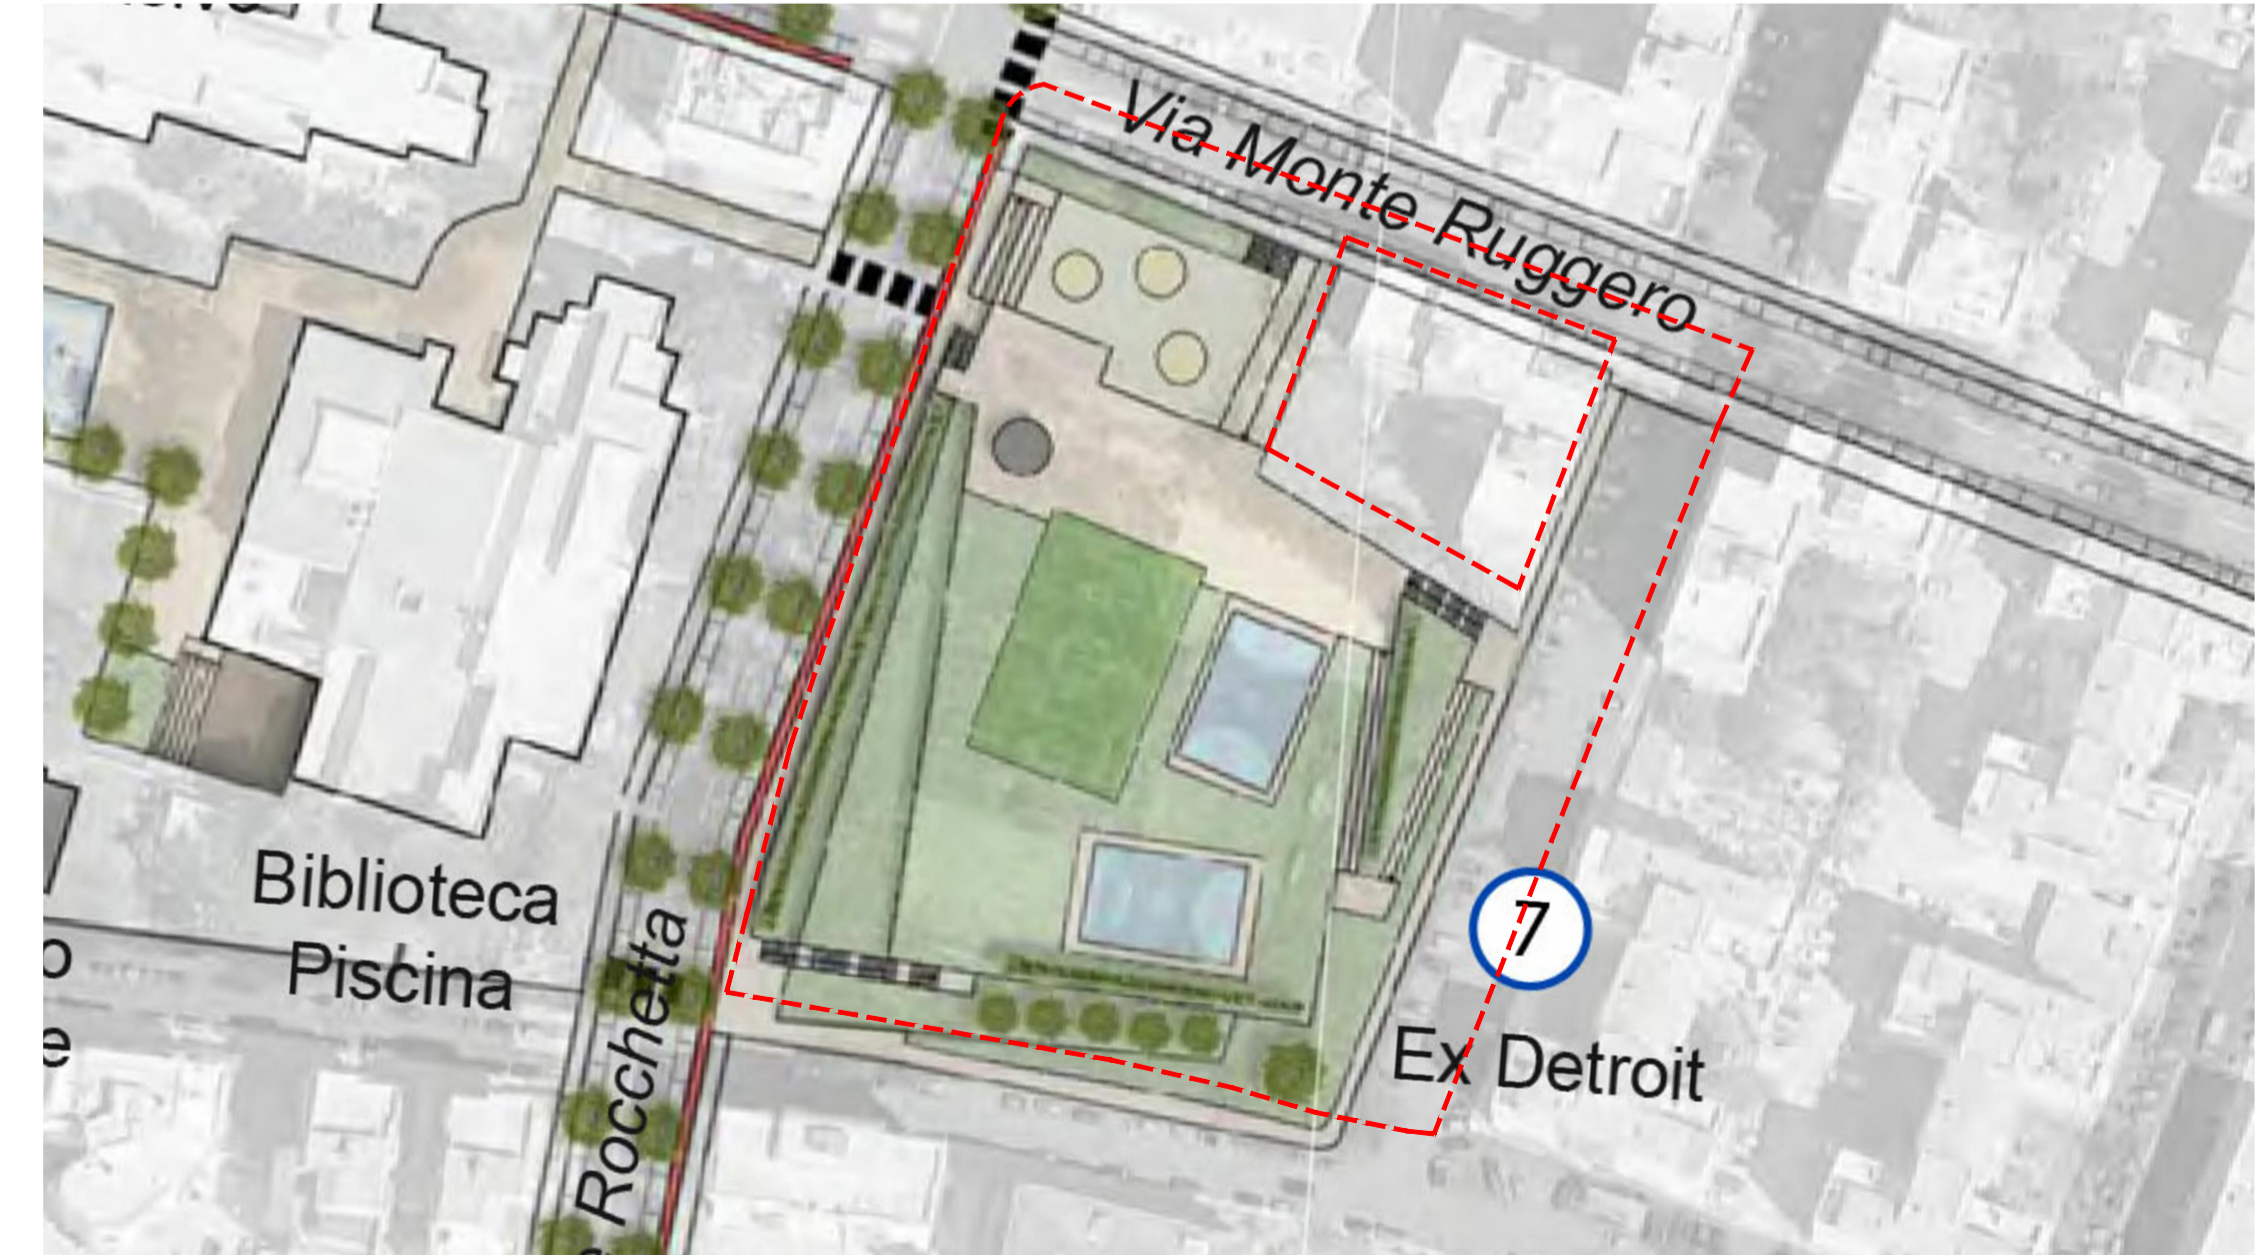 Via Monte Ruggero
Biblioteca
Piscina
Rocchetta
7
Ex Detroit
o
e